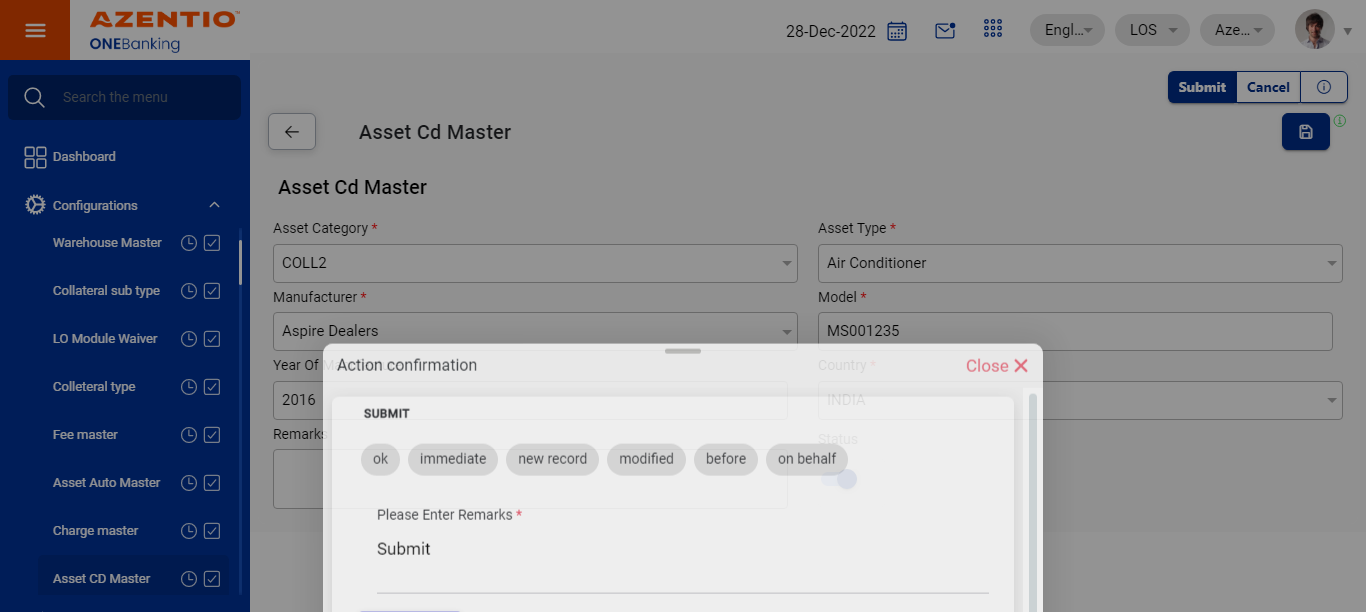 AZENTIO™
ONEBanking
28-Dec-2022
Engl...
LOS
Aze...
Search the menu
Submit
Cancel
Dashboard
Asset Cd Master
Asset Cd Master
Configurations
Asset Category *
Asset Type *
Warehouse Master
COLL2
Air Conditioner
Collateral sub type
Manufacturer *
Model *
LO Module Waiver
Aspire Dealers
MS001235
Year Of
Action confirmation
Country *
Close
Colleteral type
2016
INDIA
SUBMIT
Fee master
Remarks
Status
ok
immediate
new record
modified
before
on behalf
Asset Auto Master
Please Enter Remarks *
Charge master
Submit
Asset CD Master